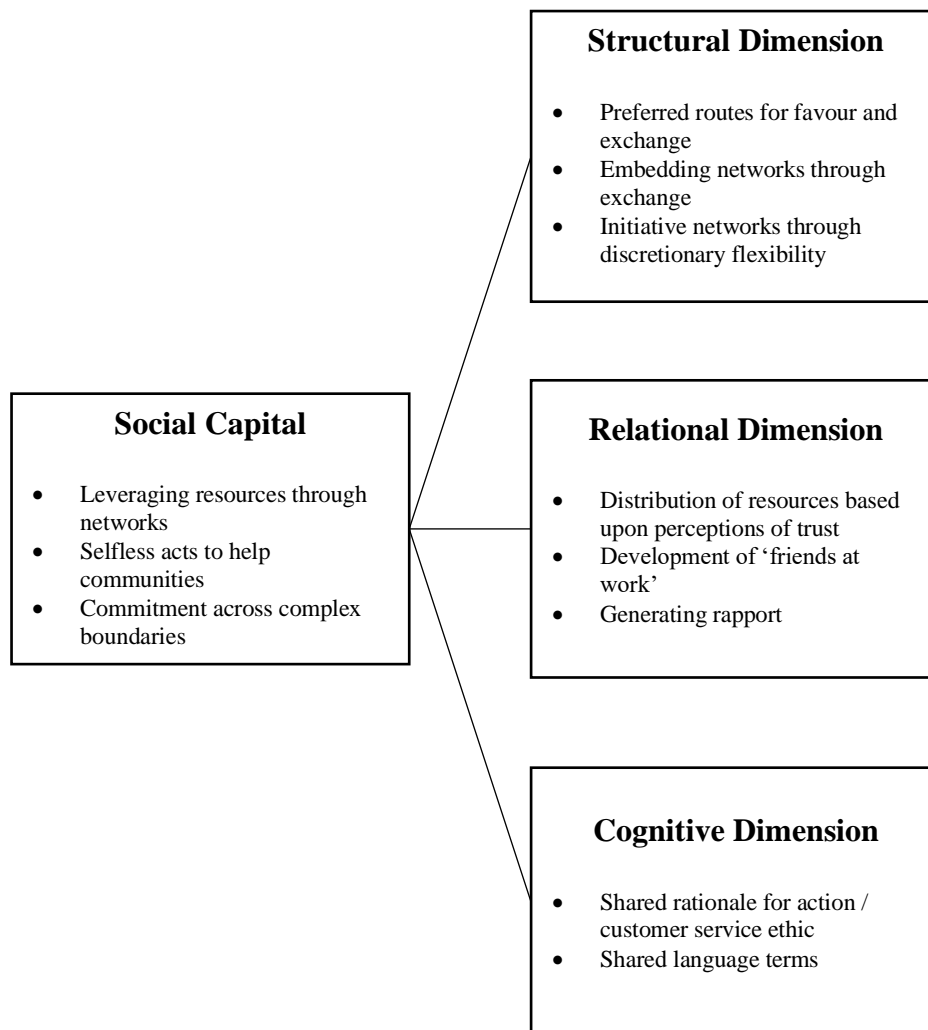 Structural Dimension
• Preferred routes for favour and
exchange
• Embedding networks through
exchange
• Initiative networks through
discretionary flexibility
Social Capital
• Leveraging resources through
networks
• Selfless acts to help
communities
• Commitment across complex
boundaries
Relational Dimension
• Distribution of resources based
upon perceptions of trust
• Development of ‘friends at
work’
• Generating rapport
Cognitive Dimension
• Shared rationale for action /
customer service ethic
• Shared language terms